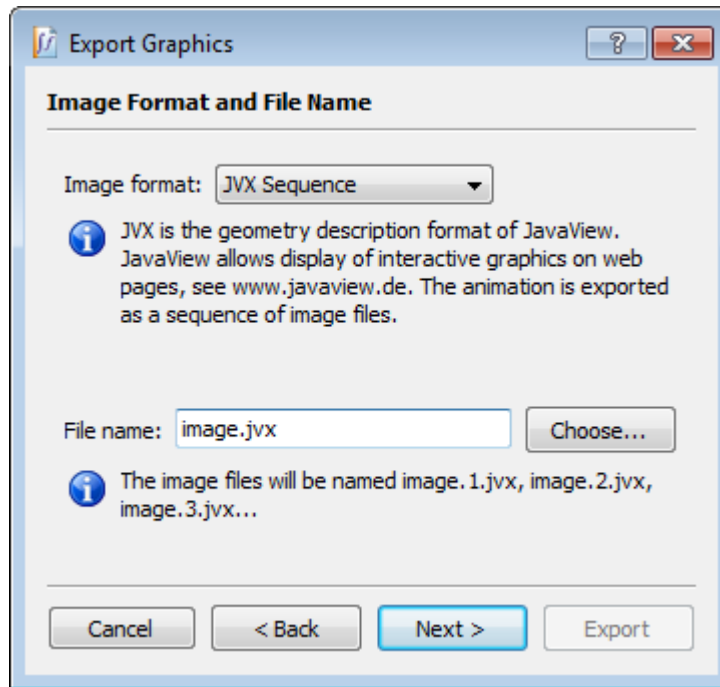 Export Graphics
Image Format and File Name
Image format: JVX Sequence
JVX is the geometry description format of JavaView.
JavaView allows display of interactive graphics on web
pages, see www.javaview.de. The animation is exported
as a sequence of image files.
File name: image.jvx Choose...
The image files will be named image.1.jvx, image.2.jvx,
image.3.jvx...
Cancel < Back Next > Export